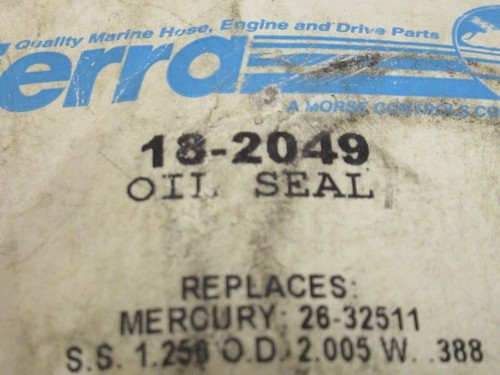 Quality Marine Hose, Engine and Drive Parts
ierra
A MORSE CONTROLS CO
18-2049
OIL SEAL
REPLACES:
MERCURY: 26-32511
S.S. 1.250 O.D. 2.005 W. .388